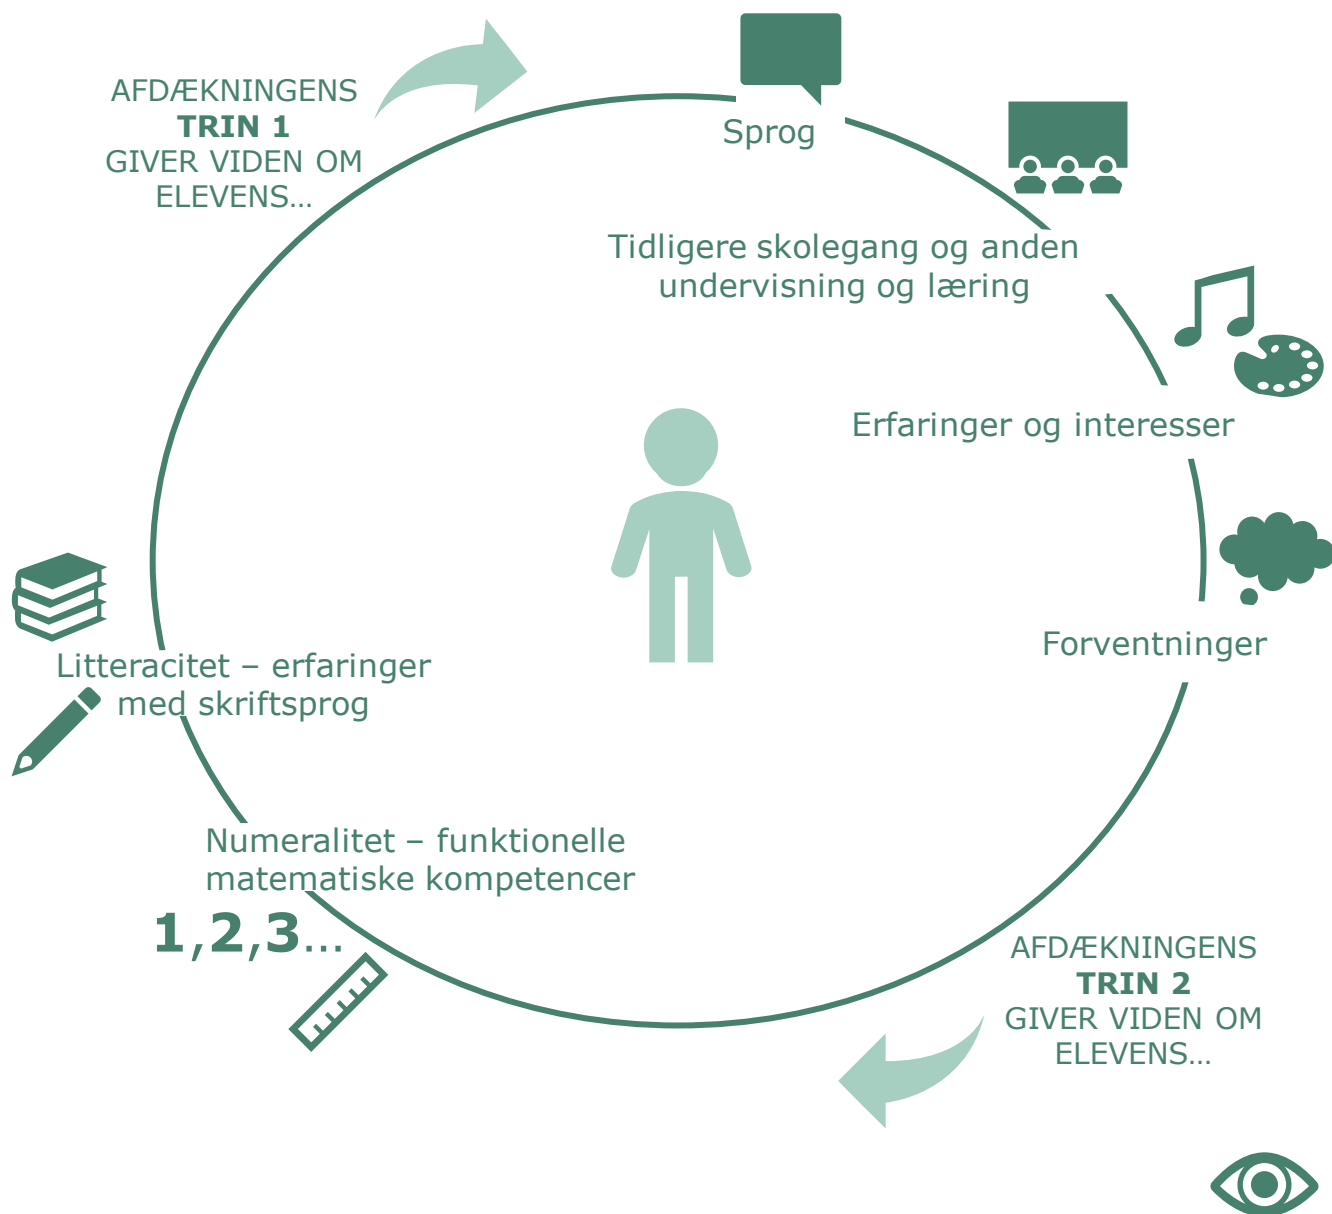 AFDÆKNINGENS
TRIN 1
GIVER VIDEN OM
ELEVENS…
Sprog
Tidligere skolegang og anden
undervisning og læring
Erfaringer og interesser
Forventninger
Litteracitet – erfaringer
med skriftsprog
Numeralitet – funktionelle
matematiske kompetencer
1,2,3…
AFDÆKNINGENS
TRIN 2
GIVER VIDEN OM
ELEVENS…